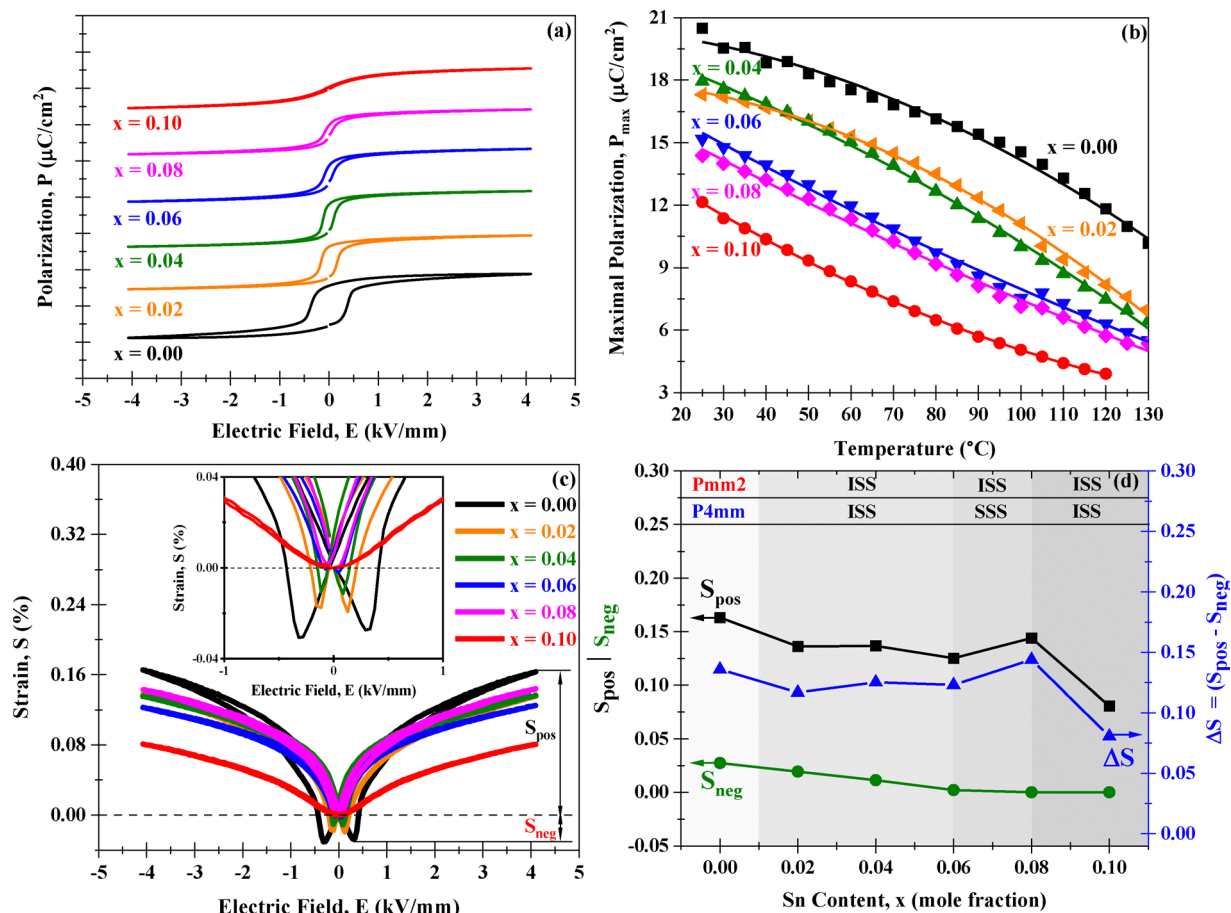 (a)
Polarization, P (μC/cm²)
x = 0.10
x = 0.08
x = 0.06
x = 0.04
x = 0.02
x = 0.00
-5 -4 -3 -2 -1 0 1 2 3 4 5
Electric Field, E (kV/mm)
(b)
Maximal Polarization, P_max (μC/cm²)
21
18
15
12
9
6
3
x = 0.04
x = 0.06
x = 0.00
x = 0.08
x = 0.02
x = 0.10
20 30 40 50 60 70 80 90 100 110 120 130
Temperature (°C)
(c)
Strain, S (%)
0.40
0.32
0.24
0.16
0.08
0.00
0.04
0.00
-0.04
Strain, S (%)
-1 0 1
Electric Field, E (kV/mm)
x = 0.00
x = 0.02
x = 0.04
x = 0.06
x = 0.08
x = 0.10
S_pos
S_neg
-5 -4 -3 -2 -1 0 1 2 3 4 5
Electric Field, E (kV/mm)
(d)
S_pos | S_neg
0.30
0.25
0.20
0.15
0.10
0.05
0.00
-0.05
Pmm2 ISS ISS ISS
P4mm ISS SSS ISS
S_pos
ΔS
S_neg
0.30
0.25
0.20
0.15
0.10
0.05
0.00
ΔS = (S_pos - S_neg)
0.00 0.02 0.04 0.06 0.08 0.10
Sn Content, x (mole fraction)